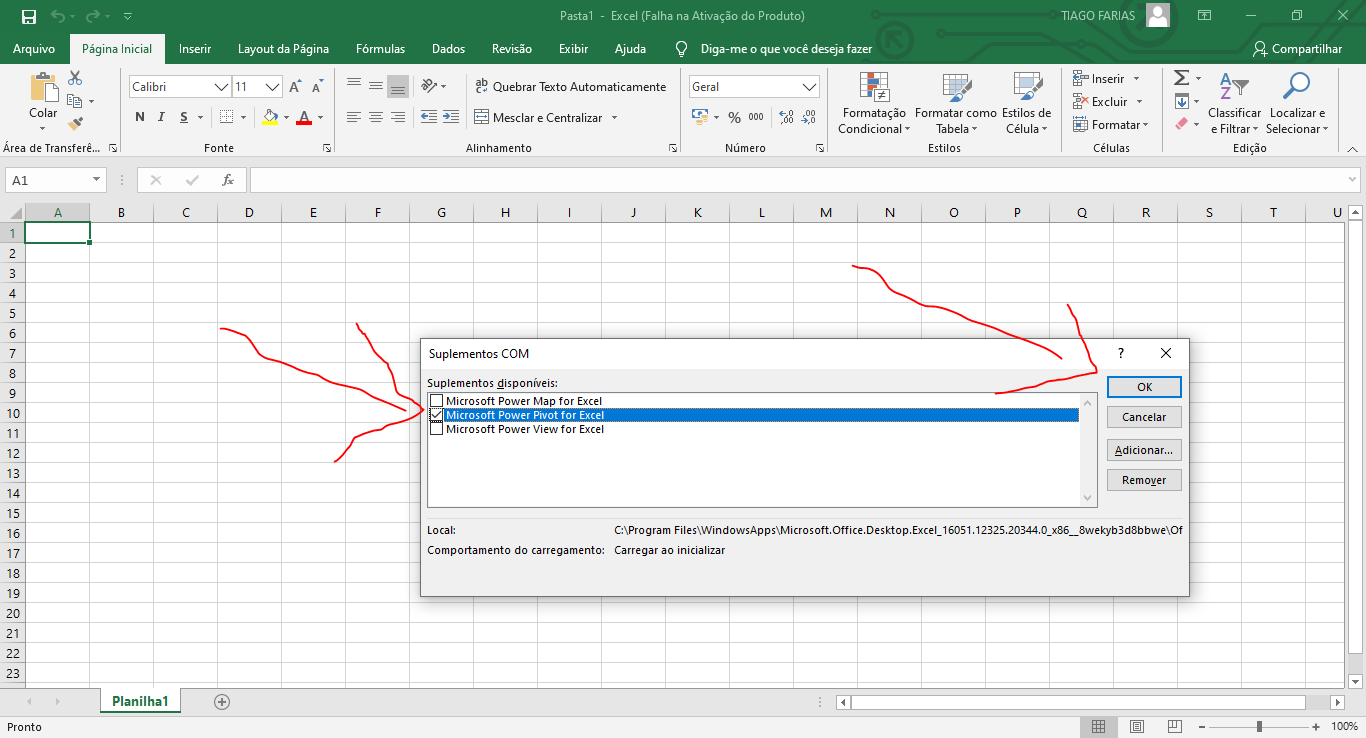 Pasta1 - Excel (Falha na Ativação do Produto)
TIAGO FARIAS
Arquivo Página Inicial Inserir Layout da Página Fórmulas Dados Revisão Exibir Ajuda Diga-me o que você deseja fazer Compartilhar
Colar
Área de Transferê...
Calibri 11
N I S
Fonte
Quebrar Texto Automaticamente
Mesclar e Centralizar
Alinhamento
Geral
% 000
Número
Formatação Condicional
Formatar como Tabela
Estilos de Célula
Estilos
Inserir
Excluir
Formatar
Células
Classificar e Filtrar
Localizar e Selecionar
Edição
A1 fx
A B C D E F G H I J K L M N O P Q R S T U
1
2
3
4
5
6
7
8
9
10
11
12
13
14
15
16
17
18
19
20
21
22
23
Suplementos COM ?
Suplementos disponíveis:
Microsoft Power Map for Excel
Microsoft Power Pivot for Excel
Microsoft Power View for Excel
OK
Cancelar
Adicionar...
Remover
Local: C:\Program Files\WindowsApps\Microsoft.Office.Desktop.Excel_16051.12325.20344.0_x86__8wekyb3d8bbwe\Of
Comportamento do carregamento: Carregar ao inicializar
Planilha1
Pronto
100%